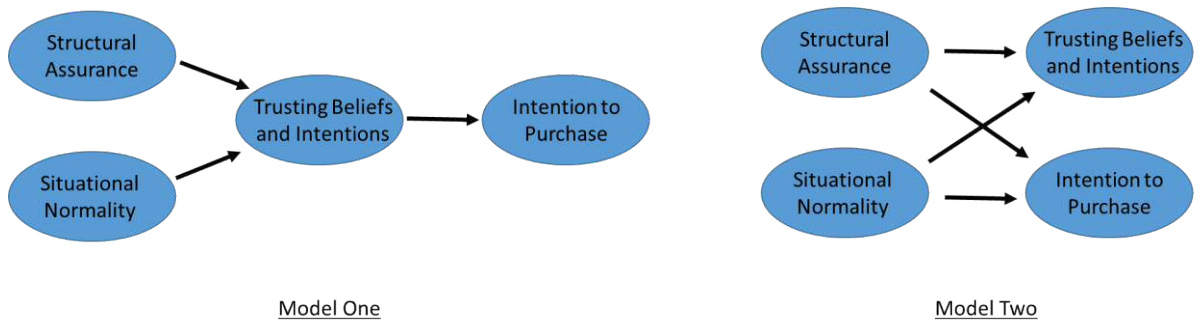 Structural
Assurance
Situational
Normality
Trusting Beliefs
and Intentions
Intention to
Purchase
Model One
Structural
Assurance
Situational
Normality
Trusting Beliefs
and Intentions
Intention to
Purchase
Model Two